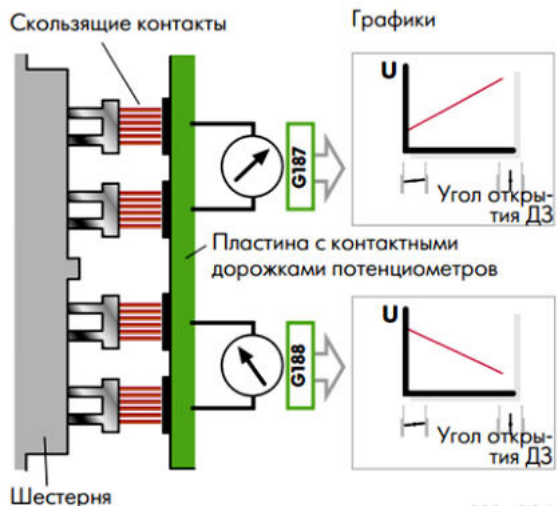 Скользящие контакты
Графики
U
G187
Угол откры-
тия ДЗ
Пластина с контактными
дорожками потенциометров
U
G188
Угол откры-
тия ДЗ
Шестерня